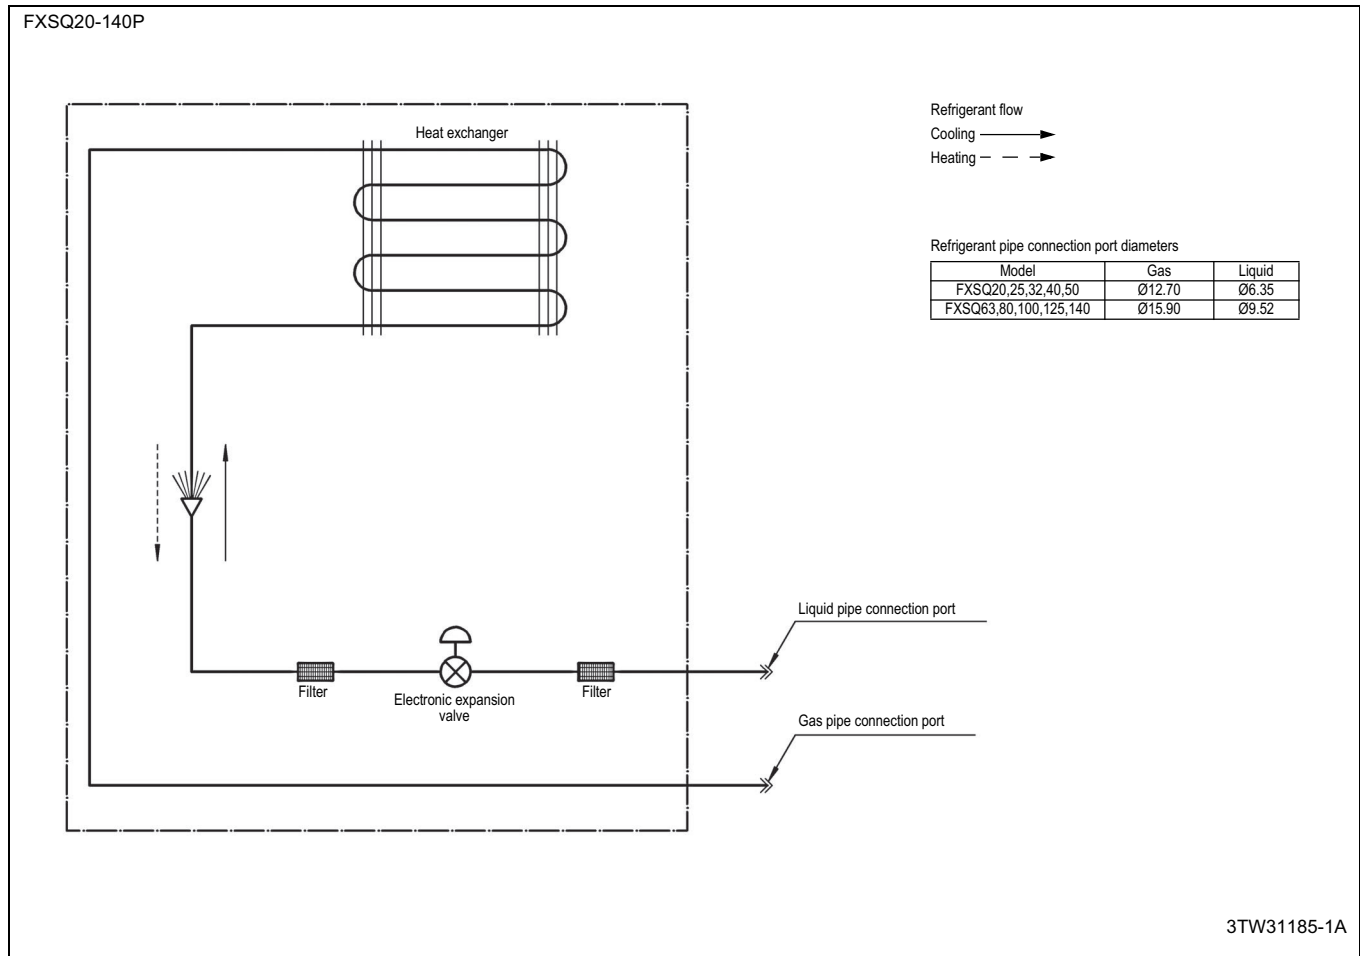 FXSQ20-140P
Heat exchanger
Refrigerant flow
Cooling
Heating
Refrigerant pipe connection port diameters
Model Gas Liquid
FXSQ20,25,32,40,50 Ø12.70 Ø6.35
FXSQ63,80,100,125,140 Ø15.90 Ø9.52
Liquid pipe connection port
Filter
Electronic expansion
valve
Filter
Gas pipe connection port
3TW31185-1A